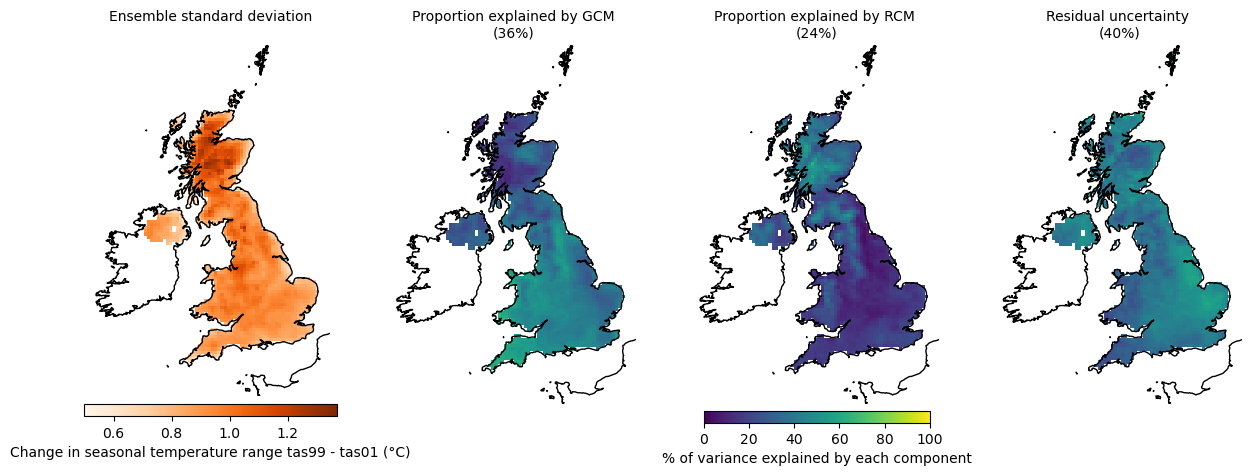 Ensemble standard deviation
Proportion explained by GCM
(36%)
Proportion explained by RCM
(24%)
Residual uncertainty
(40%)
0.6 0.8 1.0 1.2
Change in seasonal temperature range tas99 - tas01 (°C)
0 20 40 60 80 100
% of variance explained by each component